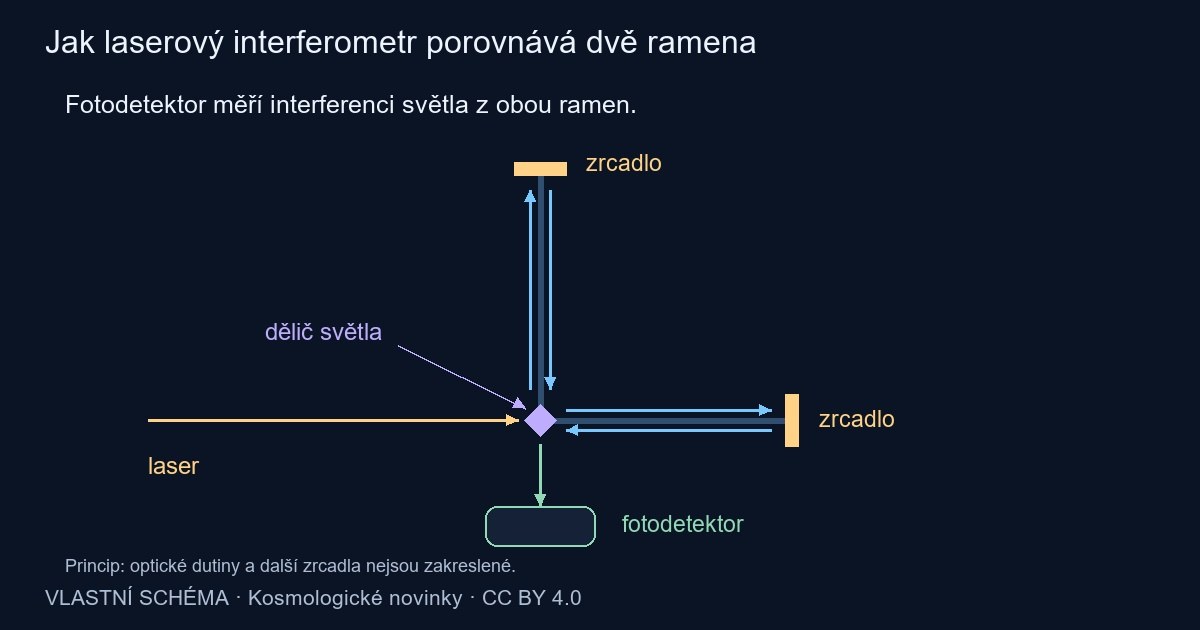 Jak laserový interferometr porovnává dvě ramena
Fotodetektor měří interferenci světla z obou ramen.
zrcadlo
dělič světla
zrcadlo
laser
fotodetektor
Princip: optické dutiny a další zrcadla nejsou zakreslené.
VLASTNÍ SCHÉMA · Kosmologické novinky · CC BY 4.0